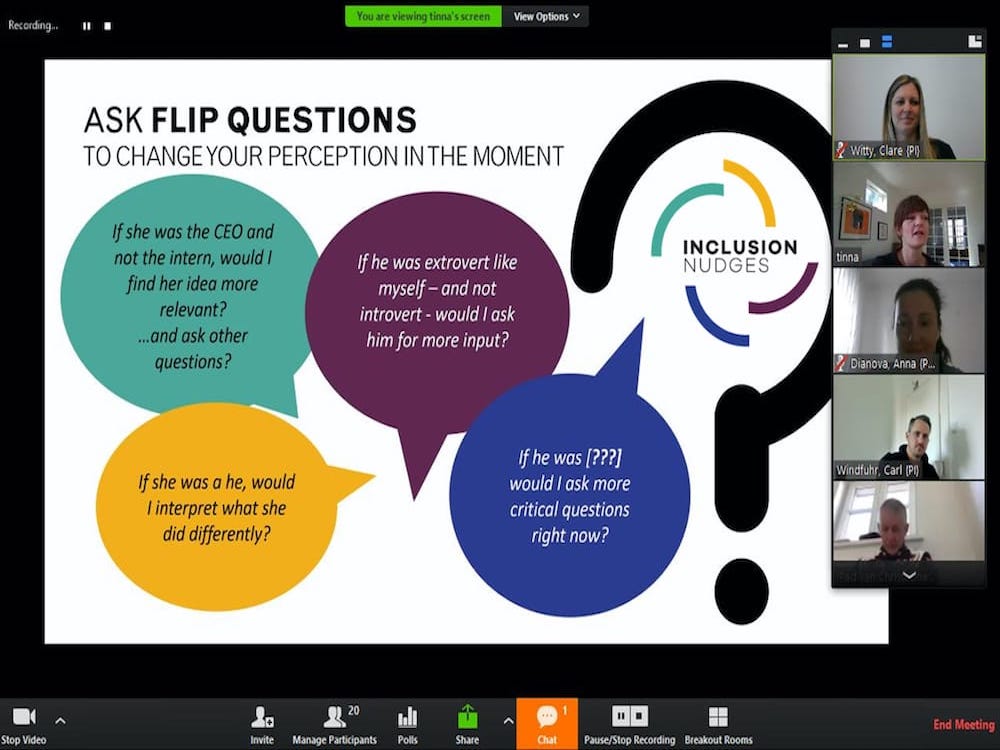 Recording...
You are viewing tinna's screen
View Options
ASK FLIP QUESTIONS
TO CHANGE YOUR PERCEPTION IN THE MOMENT
If she was the CEO and
not the intern, would I
find her idea more
relevant?
...and ask other
questions?
If he was extrovert like
myself – and not
introvert - would I ask
him for more input?
If she was a he, would
I interpret what she
did differently?
If he was [???]
would I ask more
critical questions
right now?
INCLUSION
NUDGES
Witty, Clare (PI)
tinna
Dianova, Anna (P...
Windfuhr, Carl (PI)
Stop Video
Invite
20
Manage Participants
Polls
Share
1
Chat
Pause/Stop Recording
Breakout Rooms
End Meeting